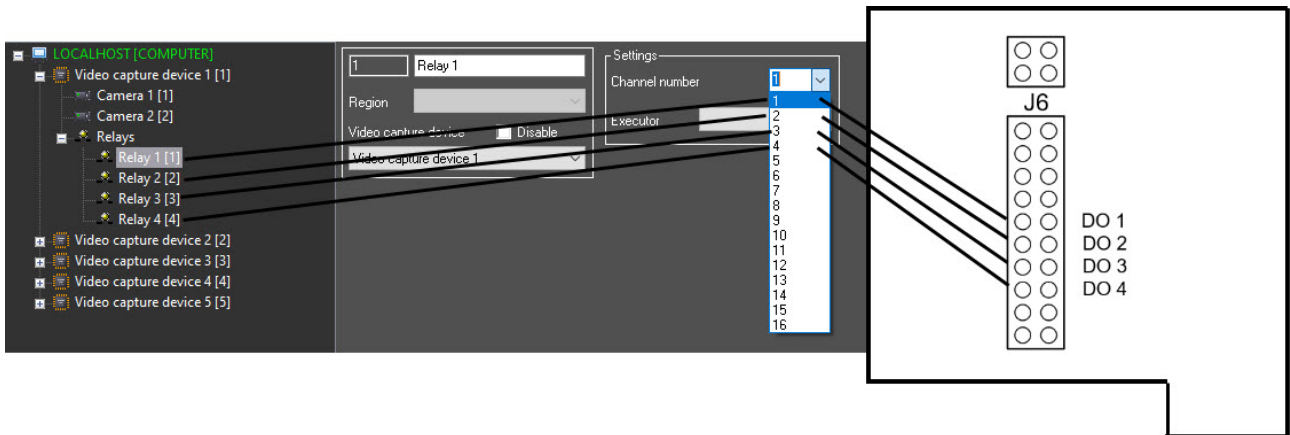 LOCALHOST [COMPUTER]
Video capture device 1 [1]
Camera 1 [1]
Camera 2 [2]
Relays
Relay 1 [1]
Relay 2 [2]
Relay 3 [3]
Relay 4 [4]
Video capture device 2 [2]
Video capture device 3 [3]
Video capture device 4 [4]
Video capture device 5 [5]
1
Relay 1
Region
Video capture device
Disable
Video capture device 1
Settings
Channel number
1
Executor
1
2
3
4
5
6
7
8
9
10
11
12
13
14
15
16
J6
DO 1
DO 2
DO 3
DO 4